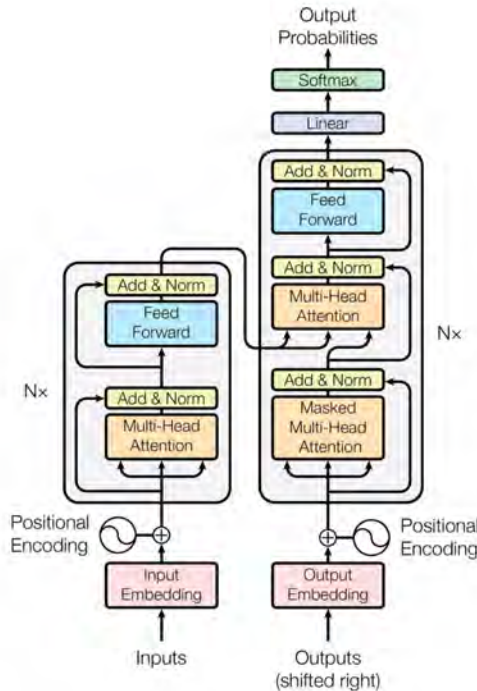 Output
Probabilities
Softmax
Linear
Add & Norm
Feed
Forward
Add & Norm
Multi-Head
Attention
Add & Norm
Masked
Multi-Head
Attention
N×
Positional
Encoding
Output
Embedding
Outputs
(shifted right)
Add & Norm
Feed
Forward
Add & Norm
Multi-Head
Attention
N×
Positional
Encoding
Input
Embedding
Inputs